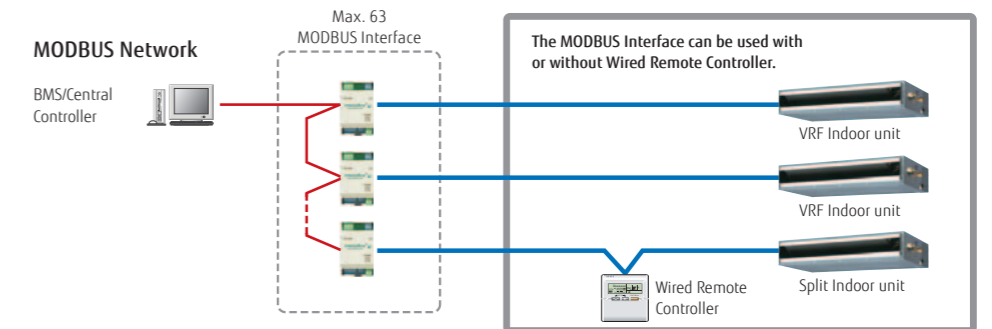 Max. 63
MODBUS Interface
MODBUS Network
BMS/Central
Controller
The MODBUS Interface can be used with
or without Wired Remote Controller.
VRF Indoor unit
VRF Indoor unit
Wired Remote
Controller
Split Indoor unit